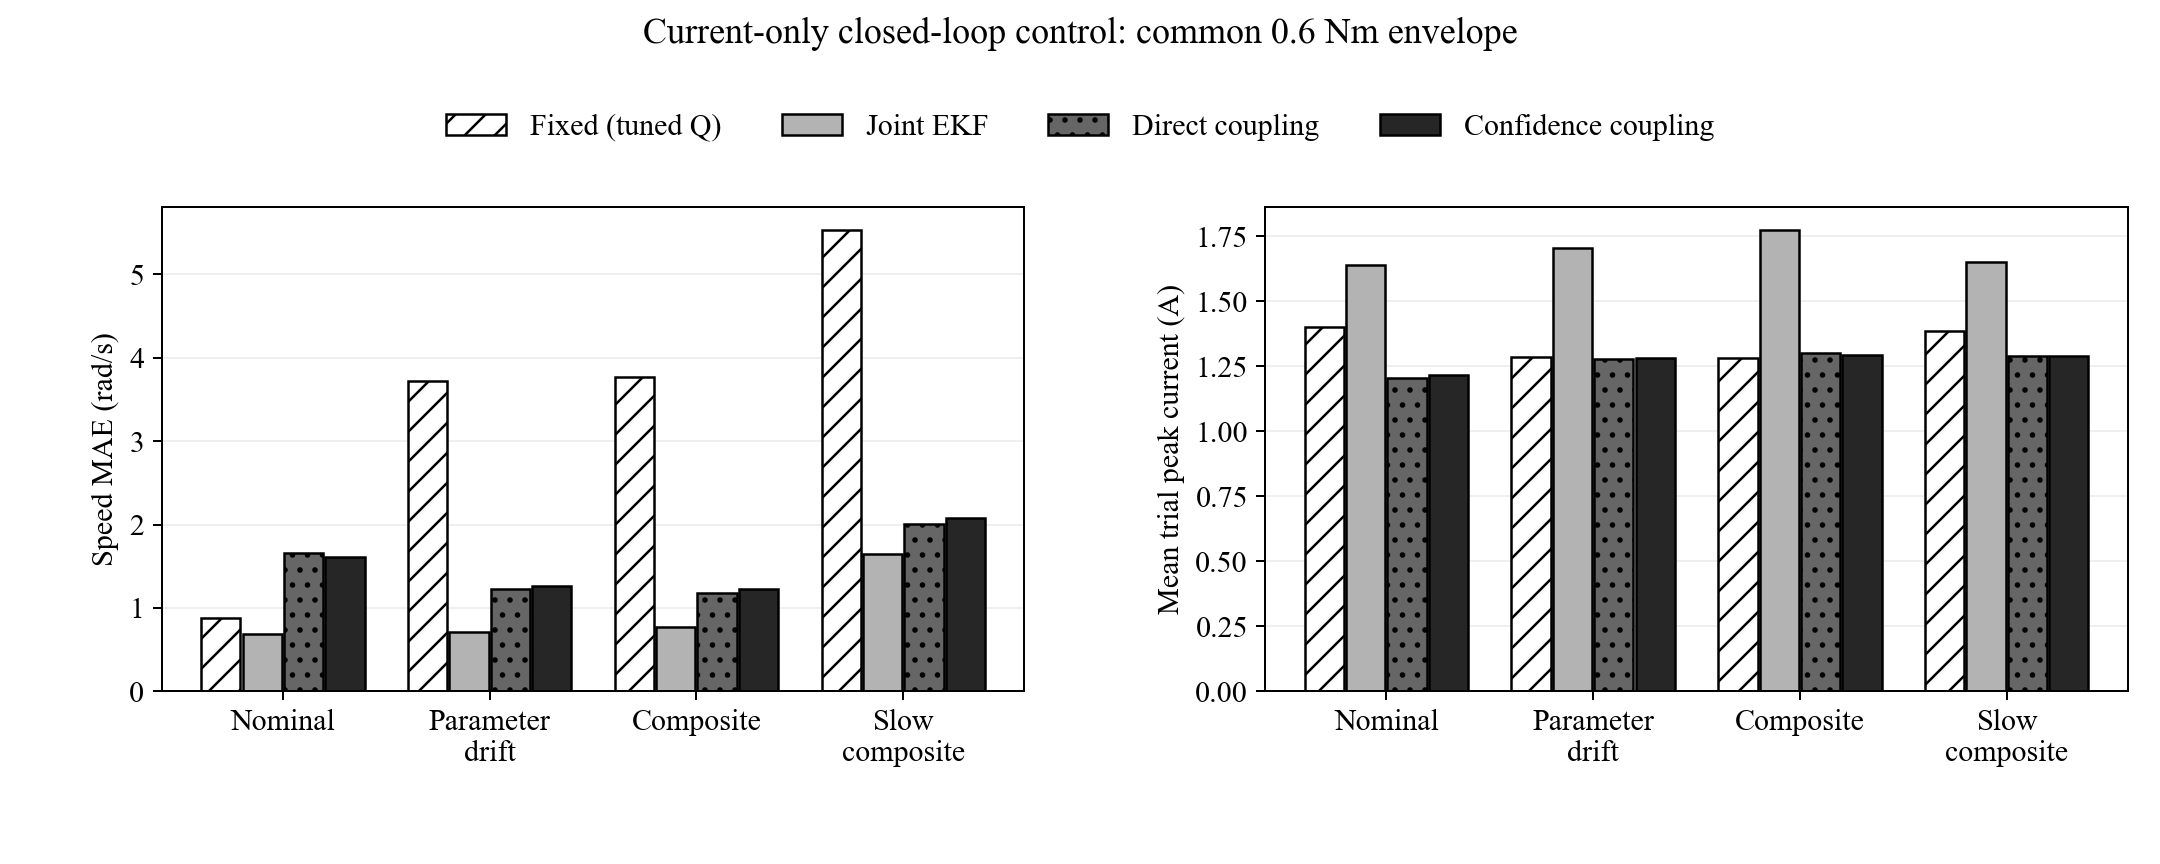 Current-only closed-loop control: common 0.6 Nm envelope
Fixed (tuned Q)
Joint EKF
Direct coupling
Confidence coupling
Speed MAE (rad/s)
5
4
3
2
1
0
Nominal
Parameter
drift
Composite
Slow
composite
Mean trial peak current (A)
1.75
1.50
1.25
1.00
0.75
0.50
0.25
0.00
Nominal
Parameter
drift
Composite
Slow
composite